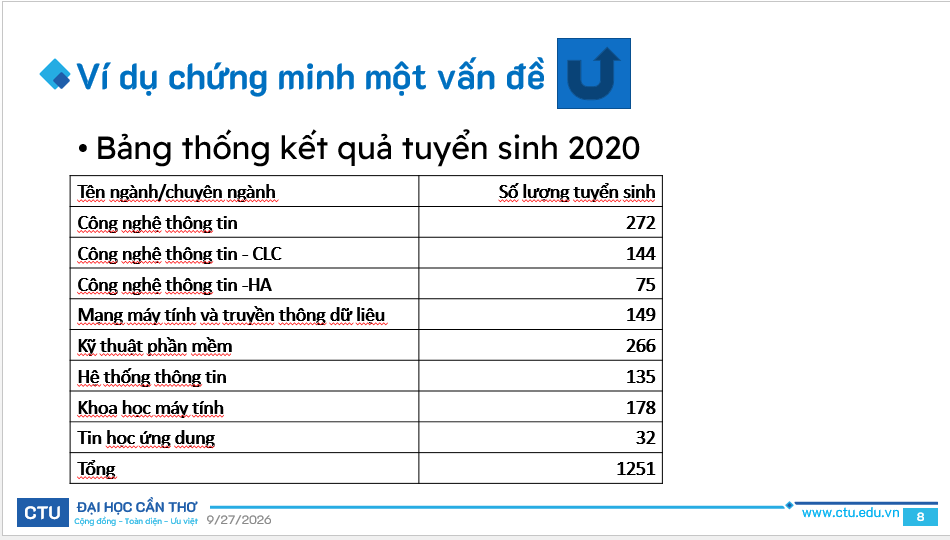 Ví dụ chứng minh một vấn đề
• Bảng thống kết quả tuyển sinh 2020
Tên ngành/chuyên ngành Số lượng tuyển sinh
Công nghệ thông tin 272
Công nghệ thông tin - CLC 144
Công nghệ thông tin -HA 75
Mạng máy tính và truyền thông dữ liệu 149
Kỹ thuật phần mềm 266
Hệ thống thông tin 135
Khoa học máy tính 178
Tin học ứng dụng 32
Tổng 1251
CTU ĐẠI HỌC CẦN THƠ
Cộng đồng - Toàn diện - Ưu việt 9/27/2026
www.ctu.edu.vn 8